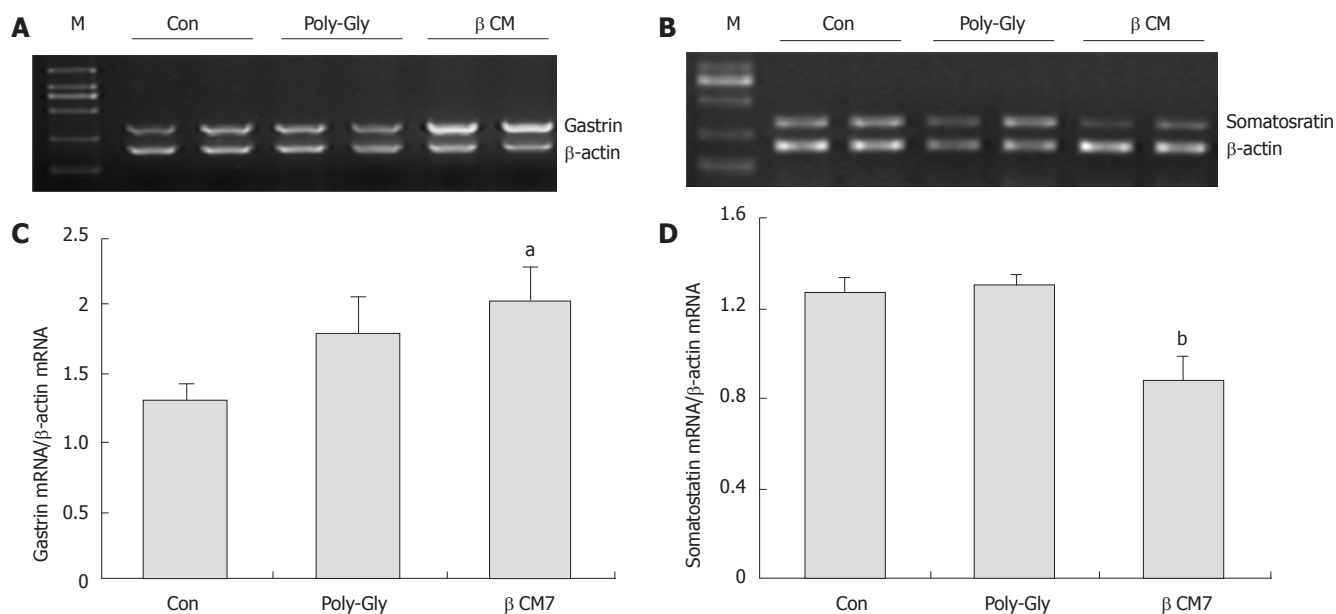 A
M Con Poly-Gly β CM
Gastrin
β-actin
B
M Con Poly-Gly β CM
Somatosratin
β-actin
C
Gastrin mRNA/β-actin mRNA
2.5
2
1.5
1.0
0.5
0
a
Con Poly-Gly β CM7
D
Somatostatin mRNA/β-actin mRNA
1.6
1.2
0.8
0.4
0
b
Con Poly-Gly β CM7